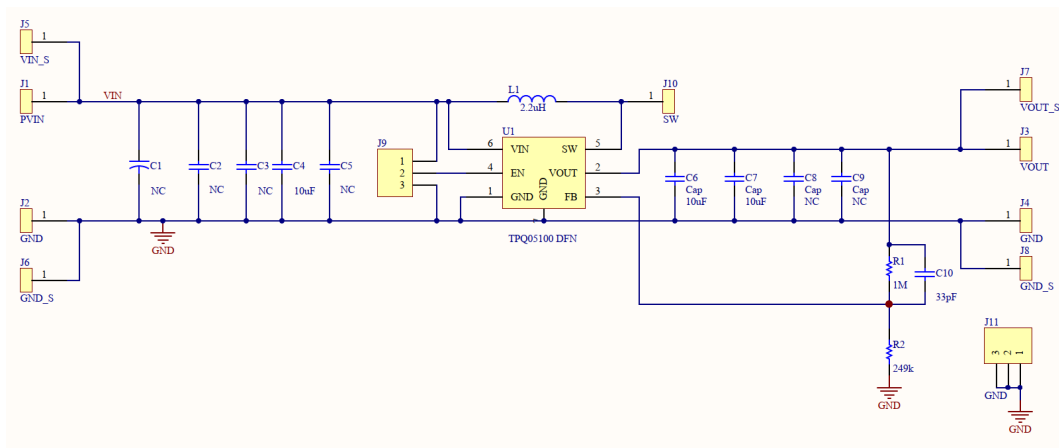 J5
1
VIN_S
J1
1
PVIN
VIN
C1
NC
C2
NC
C3
NC
C4
10uF
C5
NC
J2
1
GND
GND
J6
1
GND_S
J9
1
2
3
L1
2.2uH
J10
1
SW
U1
6
VIN
SW
5
4
EN
VOUT
2
1
GND
GND
FB
3
7
TPQ05100 DFN
C6
Cap
10uF
C7
Cap
10uF
C8
Cap
NC
C9
Cap
NC
J7
1
VOUT_S
J3
1
VOUT
J4
1
GND
J8
1
GND_S
R1
1M
C10
33pF
R2
249k
GND
J11
3
2
1
GND
GND